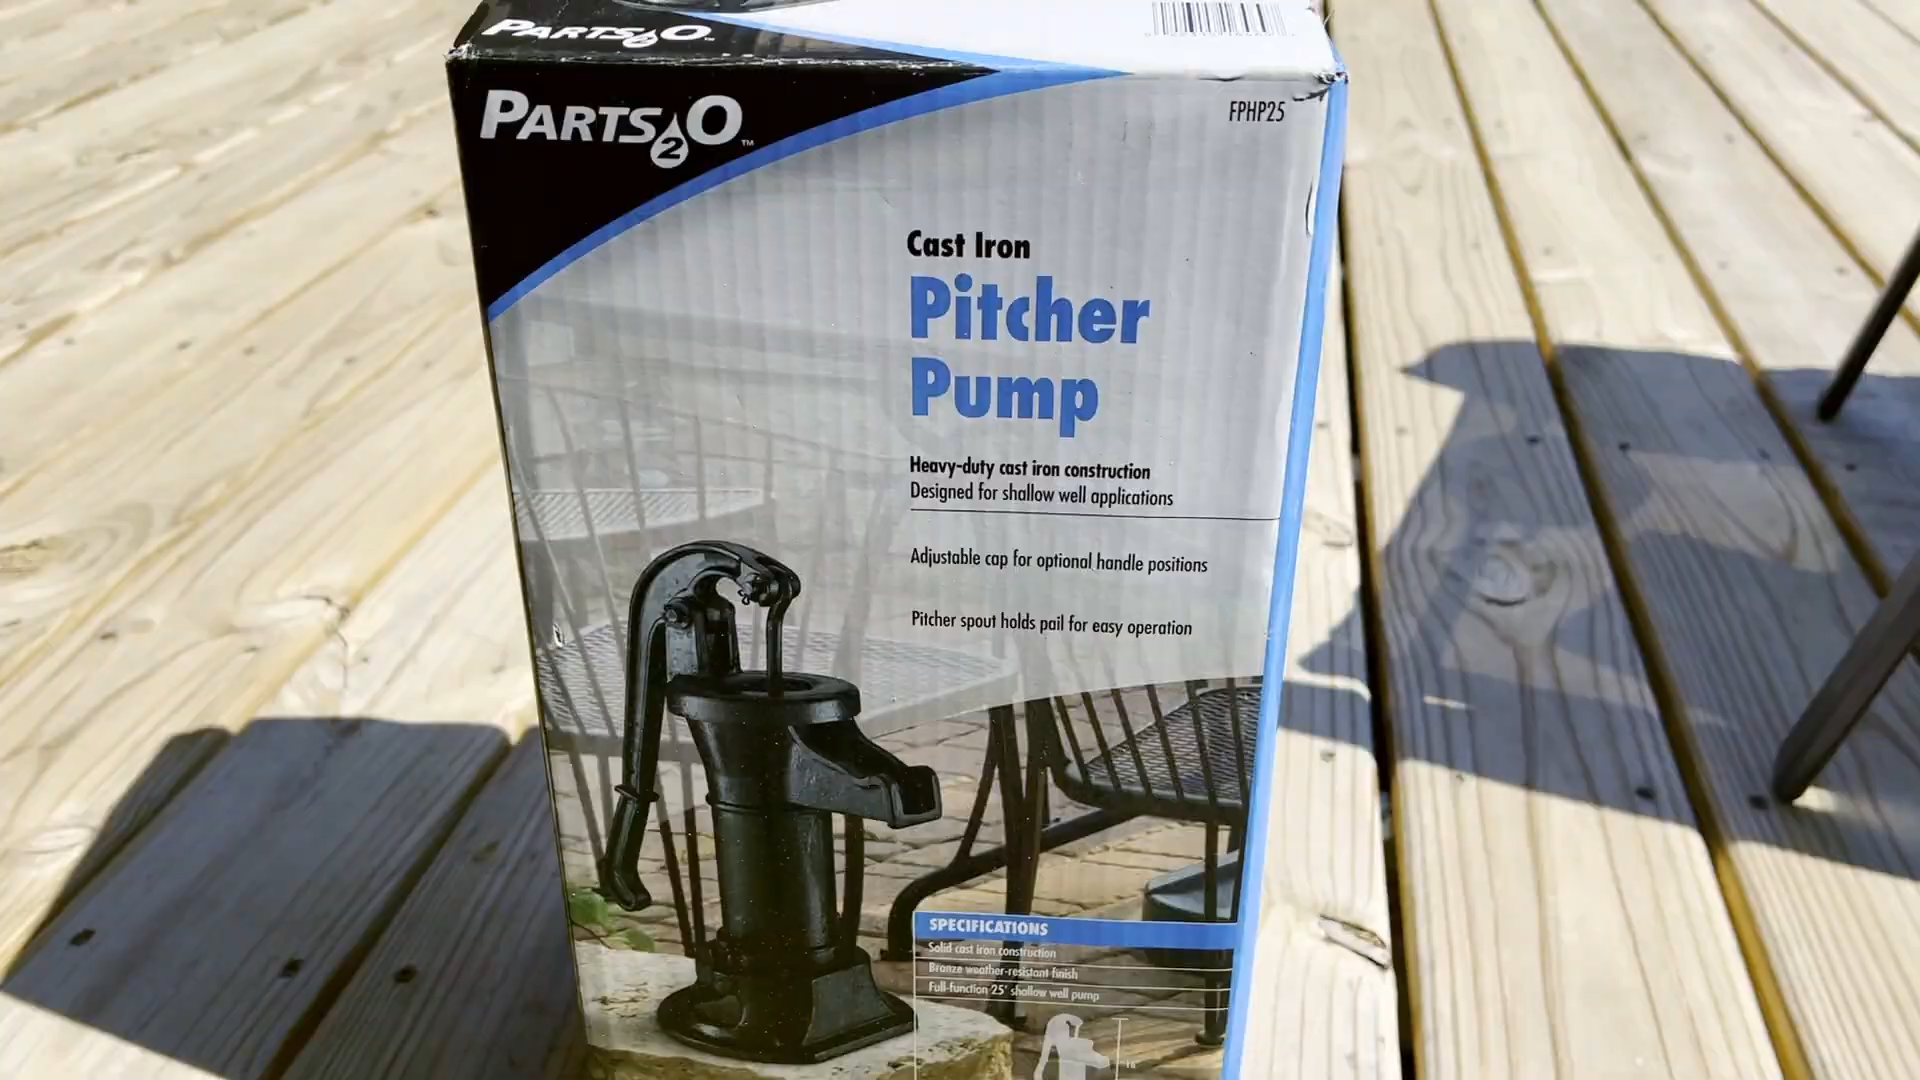 PARTS2O™
PARTS2O™
FPHP25
Cast Iron
Pitcher
Pump
Heavy-duty cast iron construction
Designed for shallow well applications
Adjustable cap for optional handle positions
Pitcher spout holds pail for easy operation
SPECIFICATIONS
Solid cast iron construction
Bronze weather-resistant finish
Full-function 25' shallow well pump